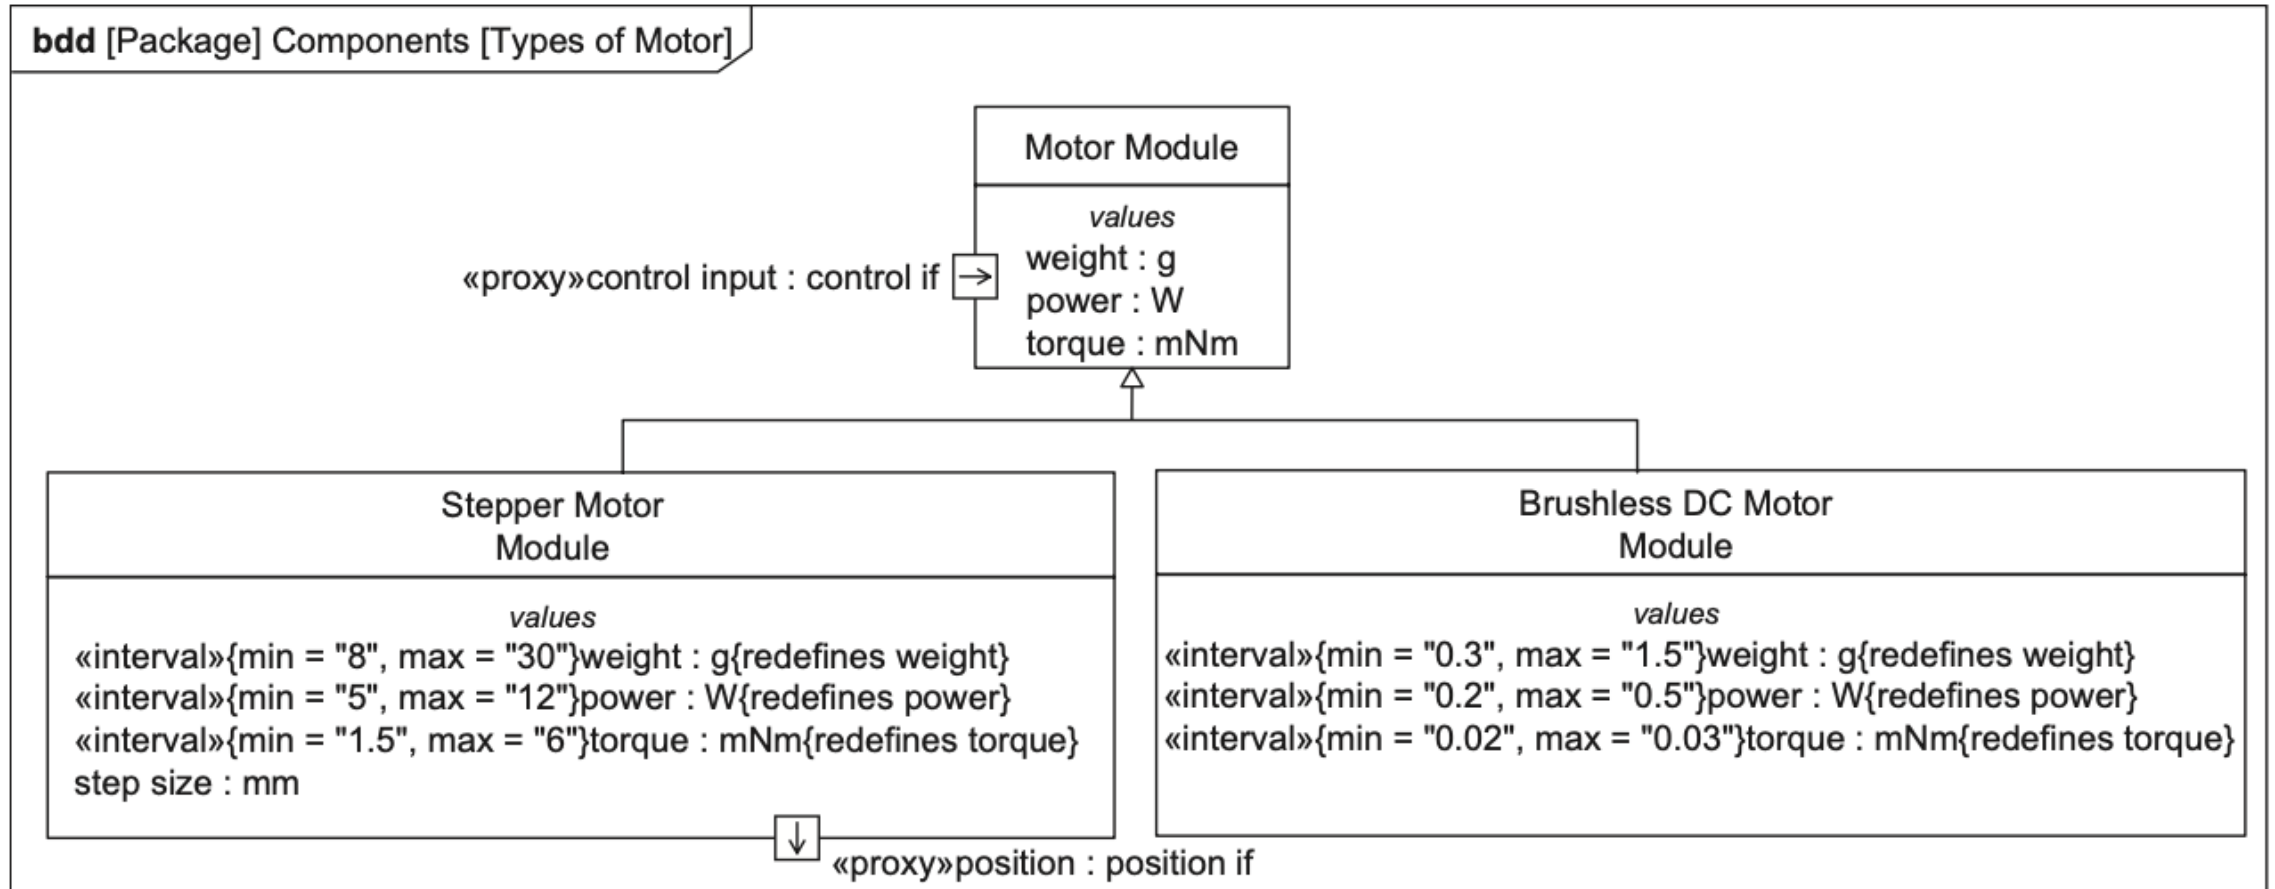 bdd [Package] Components [Types of Motor]
Motor Module
values
weight : g
power : W
torque : mNm
«proxy»control input : control if
Stepper Motor
Module
values
«interval»{min = "8", max = "30"}weight : g{redefines weight}
«interval»{min = "5", max = "12"}power : W{redefines power}
«interval»{min = "1.5", max = "6"}torque : mNm{redefines torque}
step size : mm
«proxy»position : position if
Brushless DC Motor
Module
values
«interval»{min = "0.3", max = "1.5"}weight : g{redefines weight}
«interval»{min = "0.2", max = "0.5"}power : W{redefines power}
«interval»{min = "0.02", max = "0.03"}torque : mNm{redefines torque}